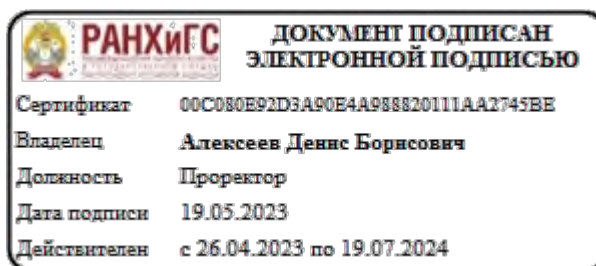 РАНХиГС
ДОКУМЕНТ ПОДПИСАН
ЭЛЕКТРОННОЙ ПОДПИСЬЮ
Сертификат 00C080E92D3A90E4A988820111AA2745BE
Владелец Алексеев Денис Борисович
Должность Проректор
Дата подписи 19.05.2023
Действителен с 26.04.2023 по 19.07.2024